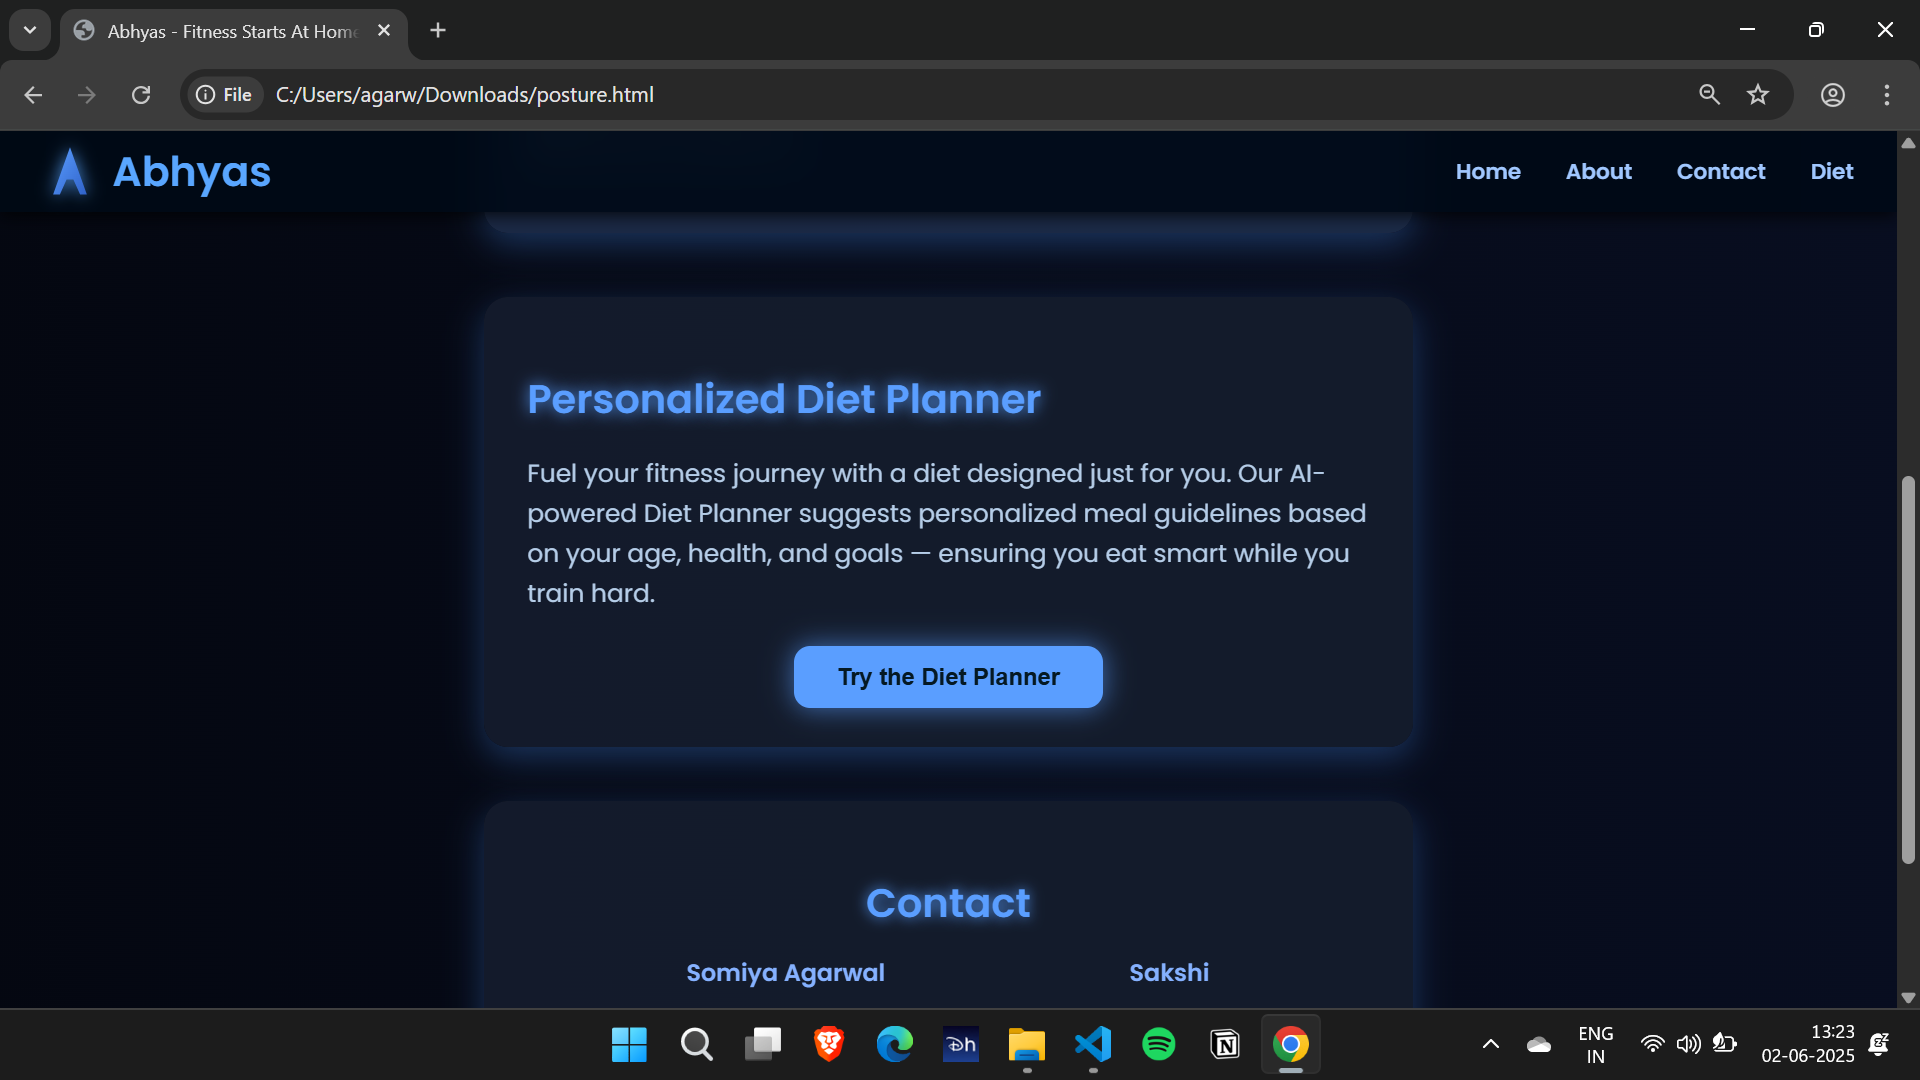 Abhyas - Fitness Starts At Home
File
C:/Users/agarw/Downloads/posture.html
Abhyas
Home
About
Contact
Diet
Personalized Diet Planner
Fuel your fitness journey with a diet designed just for you. Our AI-
powered Diet Planner suggests personalized meal guidelines based
on your age, health, and goals — ensuring you eat smart while you
train hard.
Try the Diet Planner
Contact
Somiya Agarwal
Sakshi
ENG
IN
13:23
02-06-2025